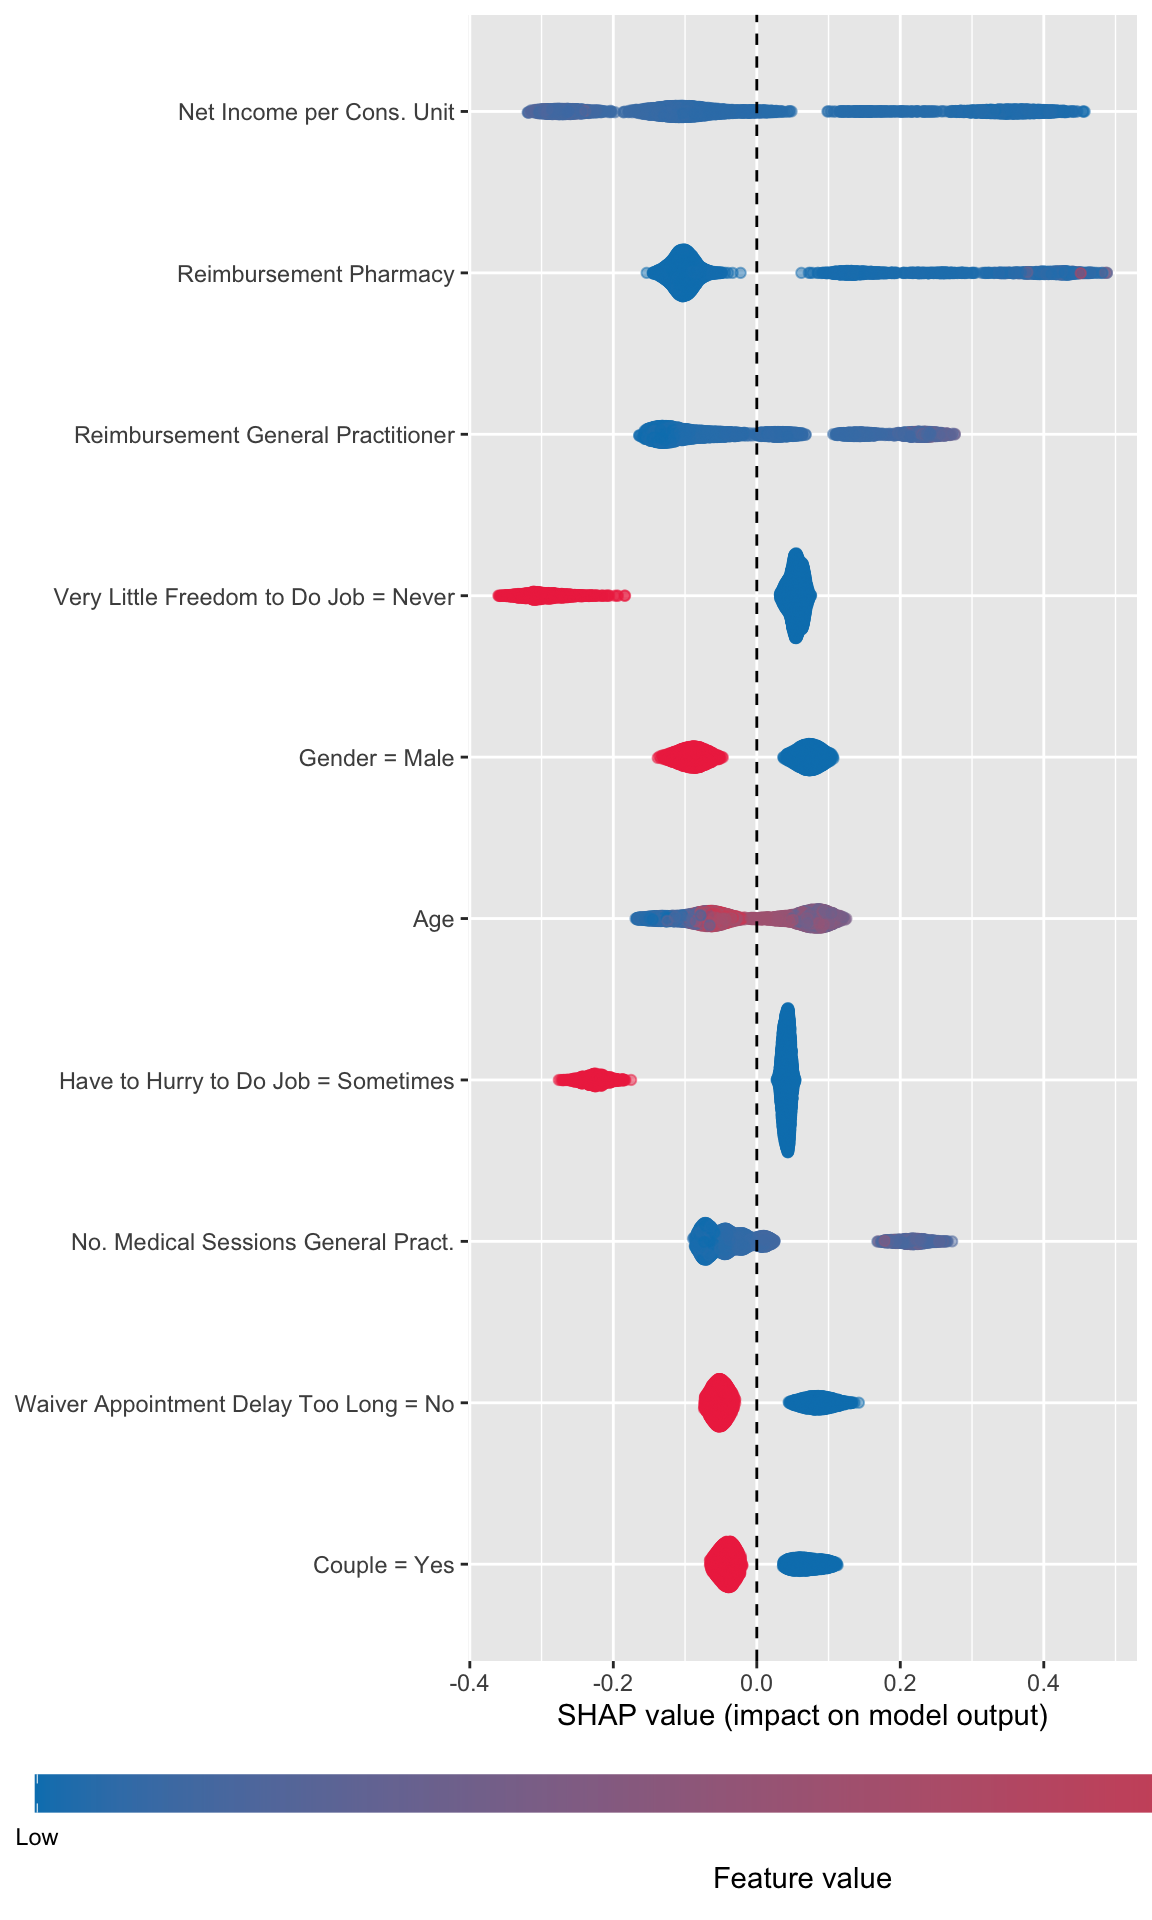 Net Income per Cons. Unit
Reimbursement Pharmacy
Reimbursement General Practitioner
Very Little Freedom to Do Job = Never
Gender = Male
Age
Have to Hurry to Do Job = Sometimes
No. Medical Sessions General Pract.
Waiver Appointment Delay Too Long = No
Couple = Yes
-0.4 -0.2 0.0 0.2 0.4
SHAP value (impact on model output)
Low
Feature value